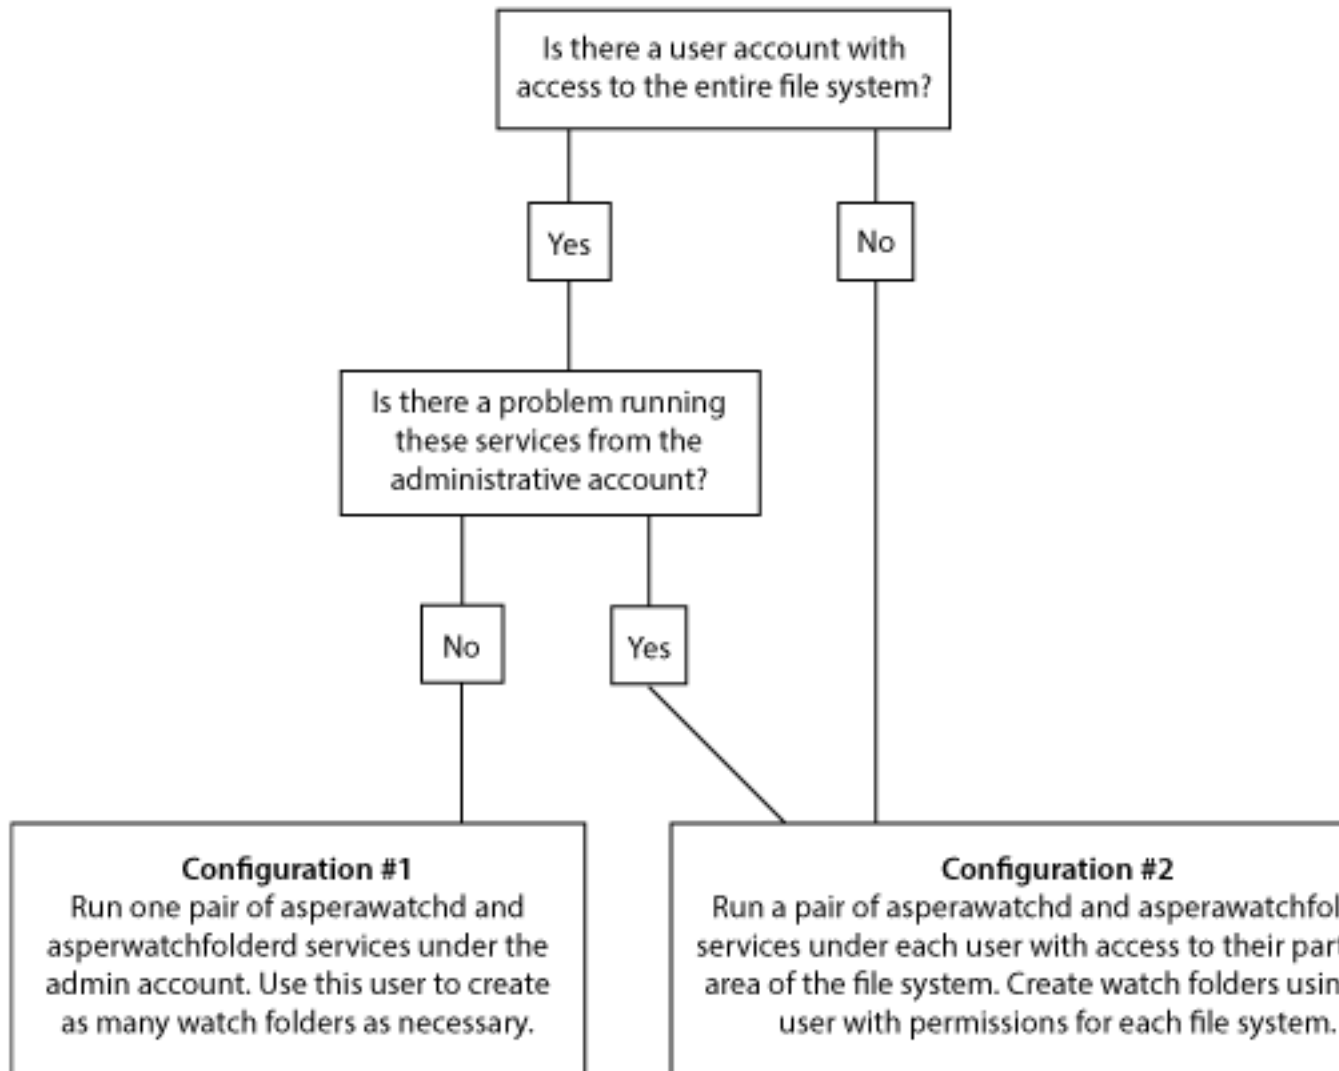 Is there a user account with
access to the entire file system?
Yes
No
Is there a problem running
these services from the
administrative account?
No
Yes
Configuration #1
Run one pair of asperawatchd and
asperwatchfolderd services under the
admin account. Use this user to create
as many watch folders as necessary.
Configuration #2
Run a pair of asperawatchd and
services under each user with access to their
area of the file system. Create watch folders
user with permissions for each file system.